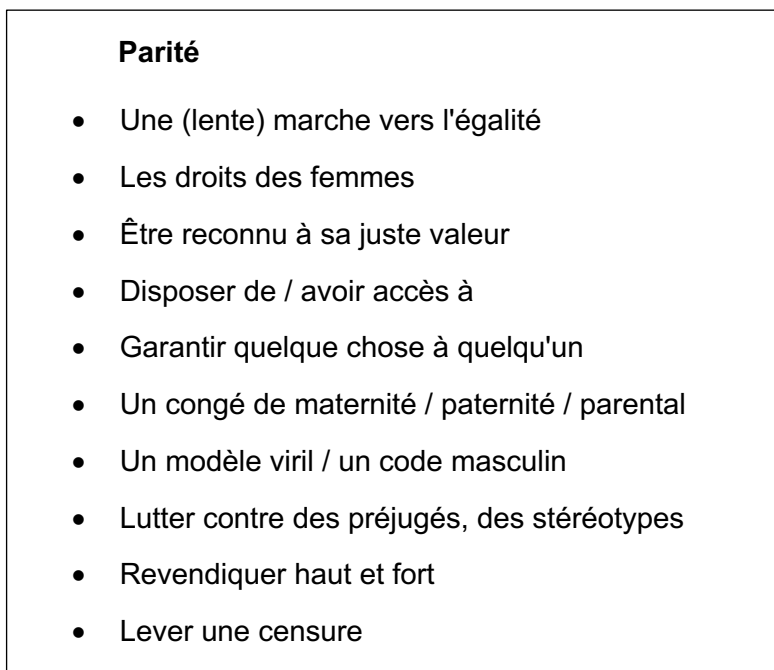 Parité
• Une (lente) marche vers l'égalité
• Les droits des femmes
• Être reconnu à sa juste valeur
• Disposer de / avoir accès à
• Garantir quelque chose à quelqu'un
• Un congé de maternité / paternité / parental
• Un modèle viril / un code masculin
• Lutter contre des préjugés, des stéréotypes
• Revendiquer haut et fort
• Lever une censure